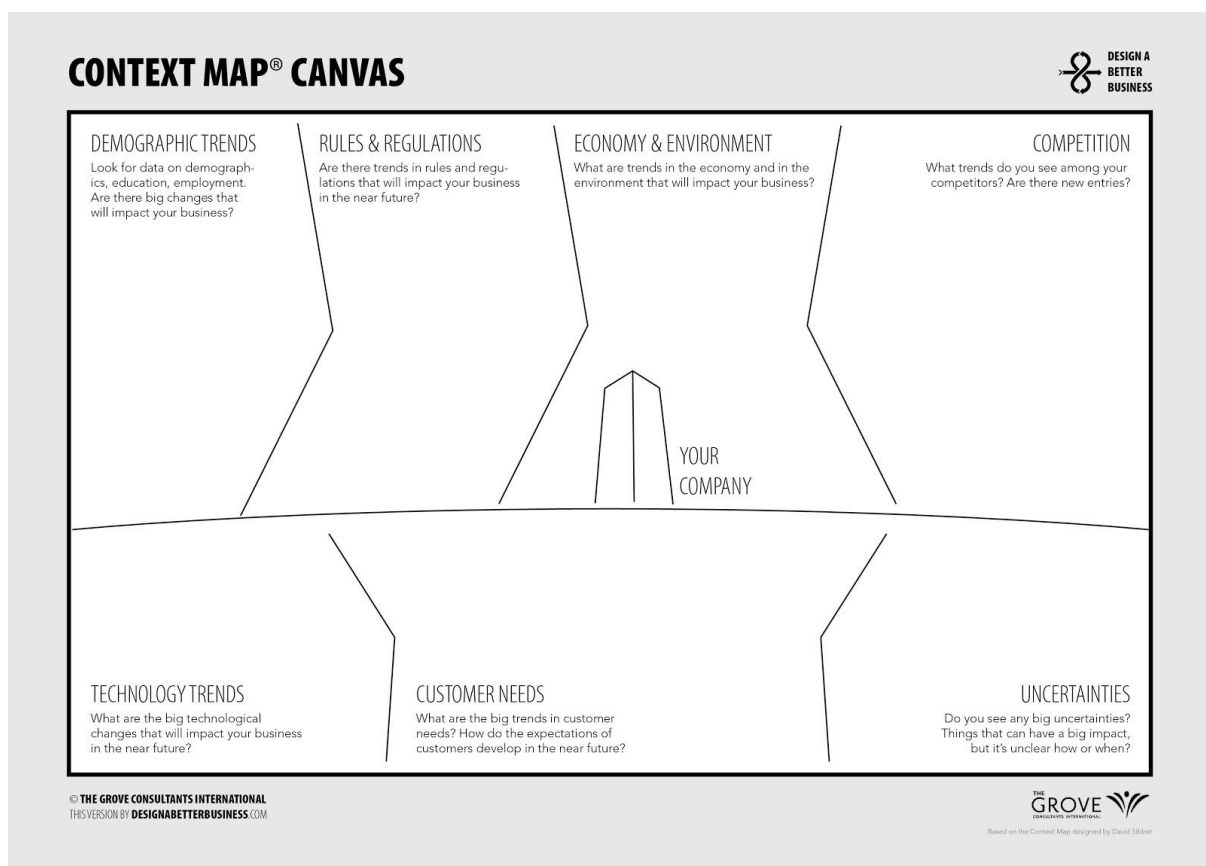 CONTEXT MAP® CANVAS
DESIGN A
BETTER
BUSINESS
DEMOGRAPHIC TRENDS
Look for data on demograph-
ics, education, employment.
Are there big changes that
will impact your business?
RULES & REGULATIONS
Are there trends in rules and regu-
lations that will impact your business
in the near future?
ECONOMY & ENVIRONMENT
What are trends in the economy and in the
environment that will impact your business?
COMPETITION
What trends do you see among your
competitors? Are there new entries?
YOUR
COMPANY
TECHNOLOGY TRENDS
What are the big technological
changes that will impact your business
in the near future?
CUSTOMER NEEDS
What are the big trends in customer
needs? How do the expectations of
customers develop in the near future?
UNCERTAINTIES
Do you see any big uncertainties?
Things that can have a big impact,
but it's unclear how or when?
© THE GROVE CONSULTANTS INTERNATIONAL
THIS VERSION BY DESIGNABETTERBUSINESS.COM
THE
GROVE
CONSULTANTS INTERNATIONAL
Based on the Context Map designed by David Sibbet